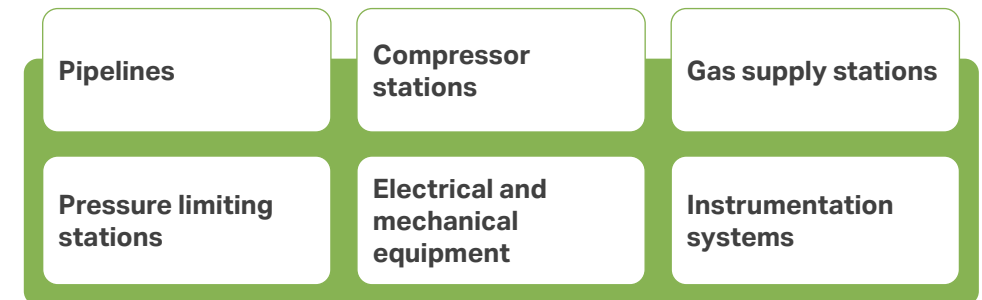 Pipelines
Compressor
stations
Gas supply stations
Pressure limiting
stations
Electrical and
mechanical
equipment
Instrumentation
systems